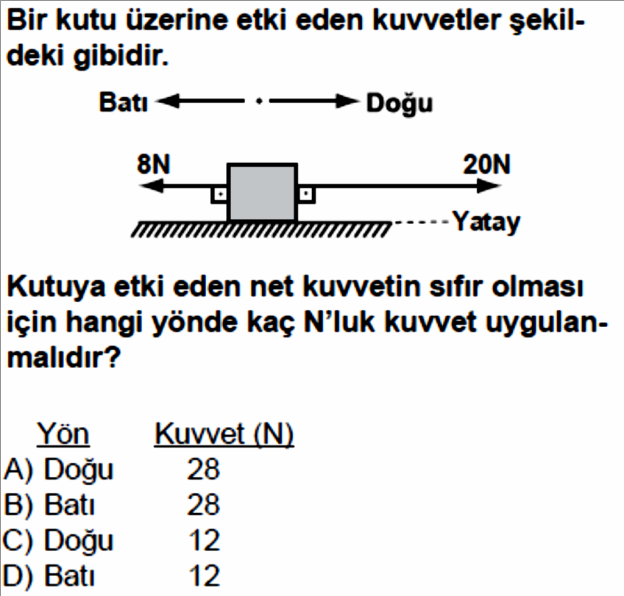 Bir kutu üzerine etki eden kuvvetler şekil-
deki gibidir.
Batı Doğu
8N 20N
Yatay
Kutuya etki eden net kuvvetin sıfır olması
için hangi yönde kaç N'luk kuvvet uygulan-
malıdır?
Yön Kuvvet (N)
A) Doğu 28
B) Batı 28
C) Doğu 12
D) Batı 12